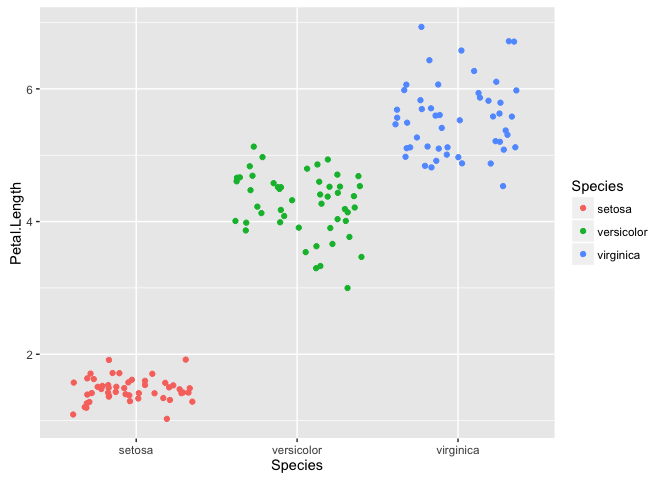 Petal.Length
6
4
2
setosa
versicolor
virginica
Species
Species
setosa
versicolor
virginica